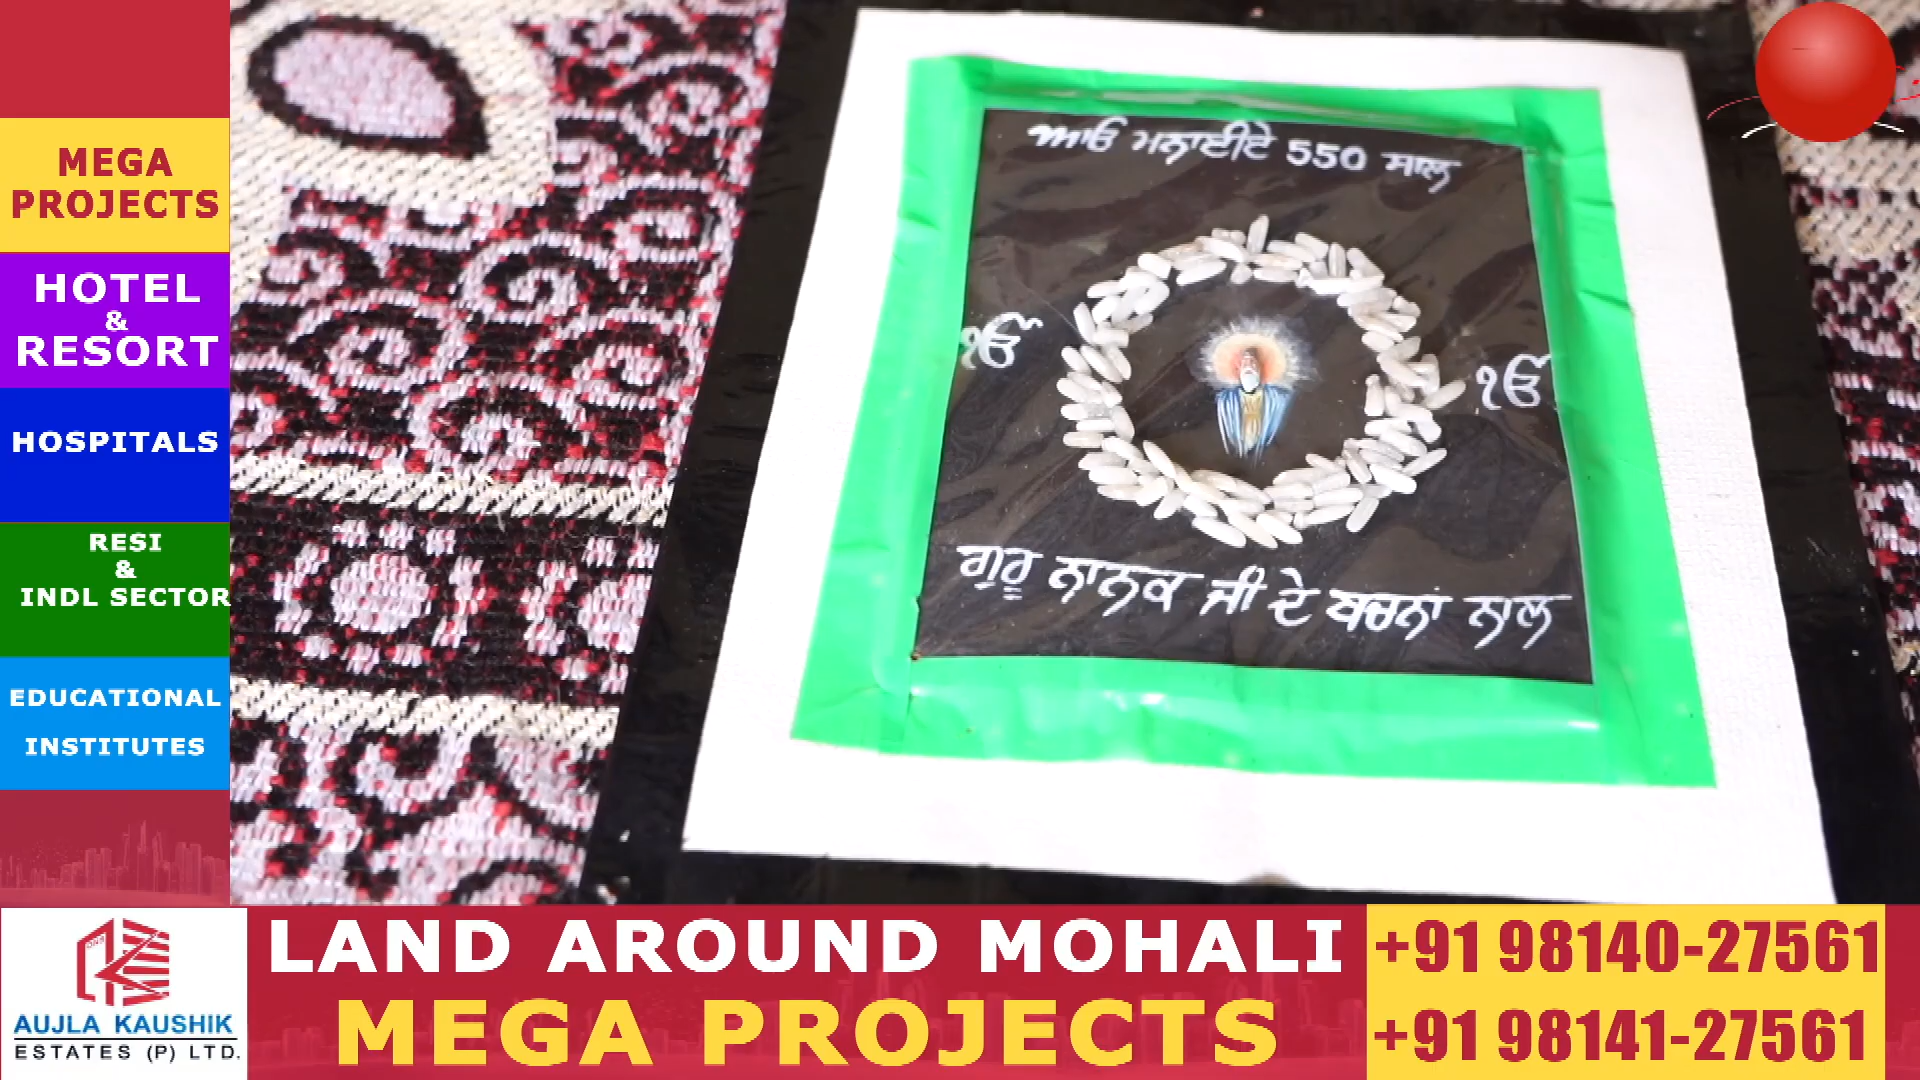 MEGA
PROJECTS
HOTEL
&
RESORT
HOSPITALS
RESI
&
INDL SECTOR
EDUCATIONAL
INSTITUTES
ਆਓ ਮਨਾਈਏ 550 ਸਾਲ
ੴ
ੴ
ਗੁਰੂ ਨਾਨਕ ਜੀ ਦੇ ਬਚਨਾਂ ਨਾਲ
AUJLA KAUSHIK
ESTATES (P) LTD.
LAND AROUND MOHALI
MEGA PROJECTS
+91 98140-27561
+91 98141-27561